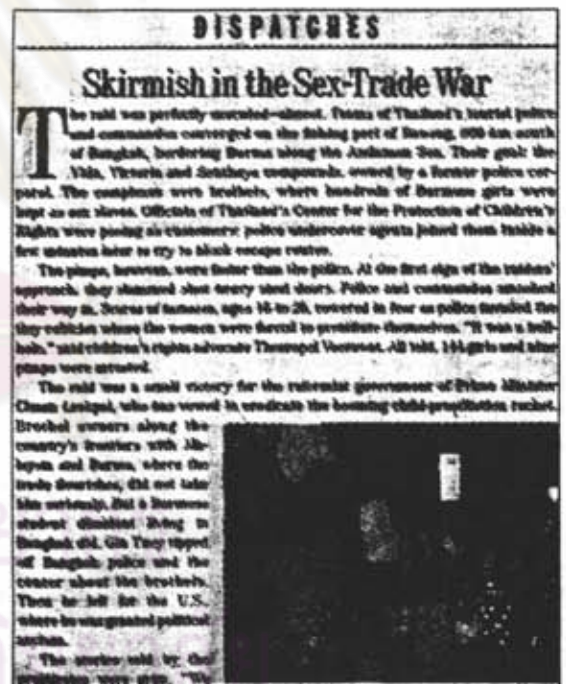 DISPATCHES
Skirmish in the Sex-Trade War
The raid was perfectly executed—almost. Teams of Thailand's tourist police
and commandos converged on the fishing port of Ranong, 600 km south
of Bangkok, bordering Burma along the Andaman Sea. Their goal: the
Vida, Victoria and Sonthaya compounds, owned by a former police cor-
poral. The complexes were brothels, where hundreds of Burmese girls were
kept as sex slaves. Officials of Thailand's Center for the Protection of Children's
Rights were posing as customers; police undercover agents joined them inside a
few minutes later to try to block escape routes.
The pimps, however, were faster than the police. At the first sign of the raiders'
approach, they slammed shut heavy steel doors. Police and commandos smashed
their way in. Scores of females, ages 16 to 28, cowered in fear as police the
tiny cubicles where the women were forced to prostitute themselves. "It was a hell-
hole," said children's rights advocate All told, 144 girls and nine
pimps were arrested.
The raid was a small victory for the reformist government of Prime Minister
Chuan Leekpai, who has vowed to eradicate the booming child-prostitution racket.
Brothel owners along the
country's frontiers with Ma-
laysia and Burma, where the
trade flourishes, did not take
him seriously. But a Burmese
student dissident living in
Bangkok did. tipped
off Bangkok police and the
center about the brothels.
Then he left for the U.S.,
where he was granted political
asylum.
The stories told by the
prostitutes were grim. "We